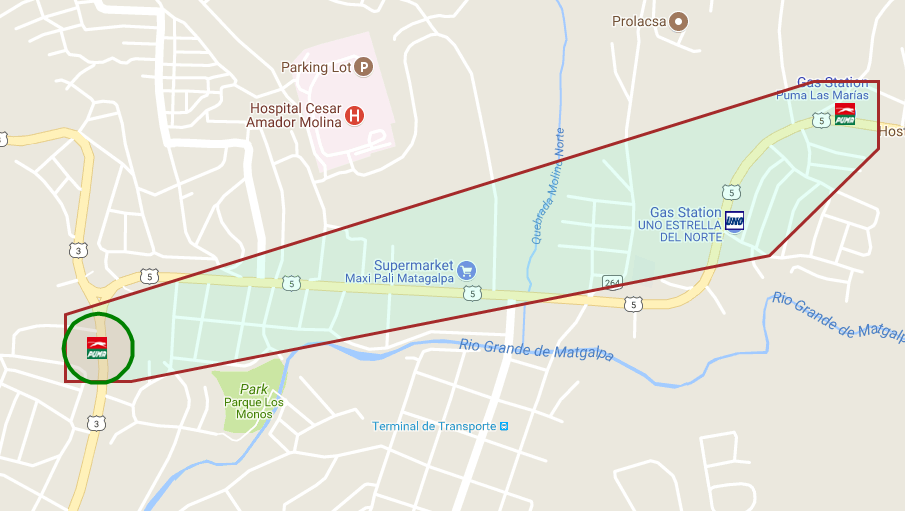 Prolacsa
Parking Lot P
Hospital Cesar
Amador Molina H
Gas Station
Puma Las Marías
PUMA
5
Host
3
Quebrada Molino Norte
5
Gas Station
UNO ESTRELLA
DEL NORTE
UNO
3
5
Supermarket
Maxi Pali Matagalpa
5
5
264
5
Rio Grande de Matgalp
PUMA
Rio Grande de Matgalpa
Park
Parque Los
Monos
3
Terminal de Transporte